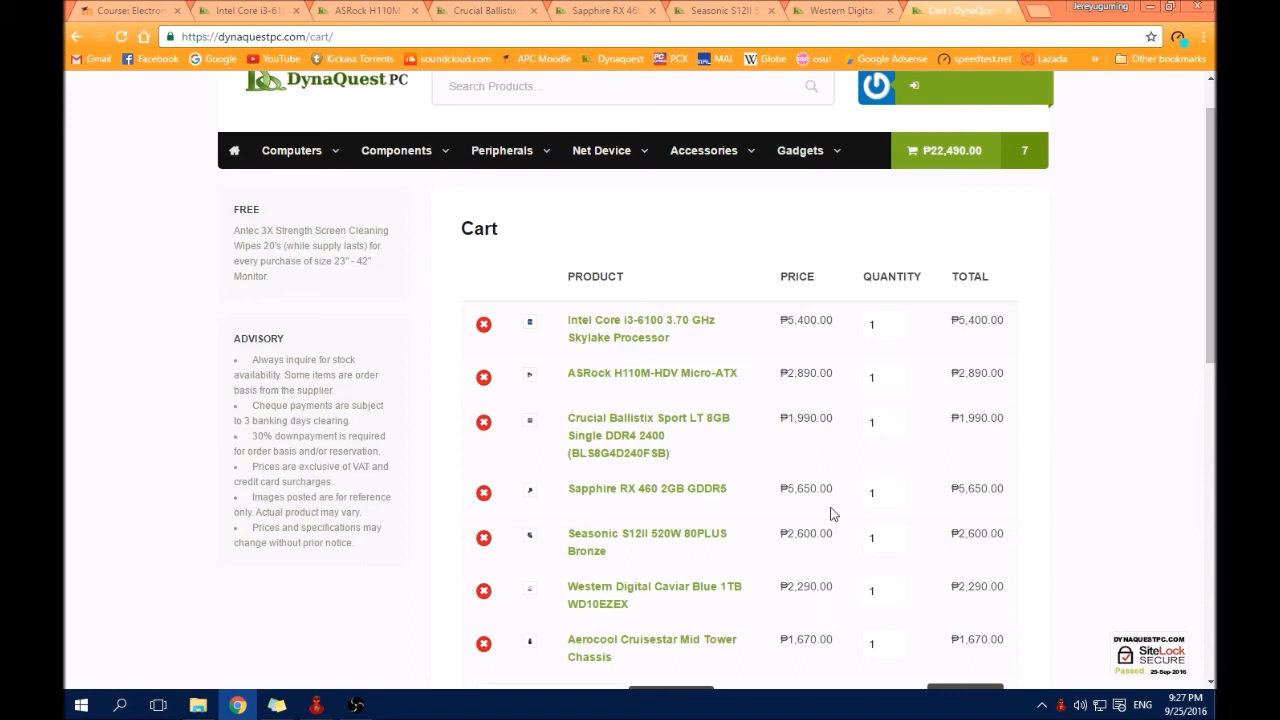 Course: Electron
Intel Core i3-61
ASRock H110M
Crucial Ballistix
Sapphire RX 46
Seasonic S12II 5
Western Digital
Cart | DynaQues
Jereyuguming
https://dynaquestpc.com/cart/
Gmail
Facebook
Google
YouTube
Kickass Torrents
soundcloud.com
APC Moodle
Dynaquest
PCX
MAL
Globe
osu!
Google Adsense
speedtest.net
Lazada
»
Other bookmarks
DYNAQUEST PC
Search Products...
Computers
Components
Peripherals
Net Device
Accessories
Gadgets
₱22,490.00
7
FREE
Antec 3X Strength Screen Cleaning
Wipes 20's (while supply lasts) for
every purchase of size 23" - 42"
Monitor.
ADVISORY
• Always inquire for stock
availability. Some items are order
basis from the supplier.
• Cheque payments are subject
to 3 banking days clearing.
• 30% downpayment is required
for order basis and/or reservation.
• Prices are exclusive of VAT and
credit card surcharges.
• Images posted are for reference
only. Actual product may vary.
• Prices and specifications may
change without prior notice.
Cart
PRODUCT PRICE QUANTITY TOTAL
Intel Core i3-6100 3.70 GHz
Skylake Processor
₱5,400.00 1 ₱5,400.00
ASRock H110M-HDV Micro-ATX ₱2,890.00 1 ₱2,890.00
Crucial Ballistix Sport LT 8GB
Single DDR4 2400
(BLS8G4D240FSB)
₱1,990.00 1 ₱1,990.00
Sapphire RX 460 2GB GDDR5 ₱5,650.00 1 ₱5,650.00
Seasonic S12II 520W 80PLUS
Bronze
₱2,600.00 1 ₱2,600.00
Western Digital Caviar Blue 1TB
WD10EZEX
₱2,290.00 1 ₱2,290.00
Aerocool Cruisestar Mid Tower
Chassis
₱1,670.00 1 ₱1,670.00
DYNAQUESTPC.COM
SiteLock
SECURE
Passed 25-Sep-2016
ENG
9:27 PM
9/25/2016